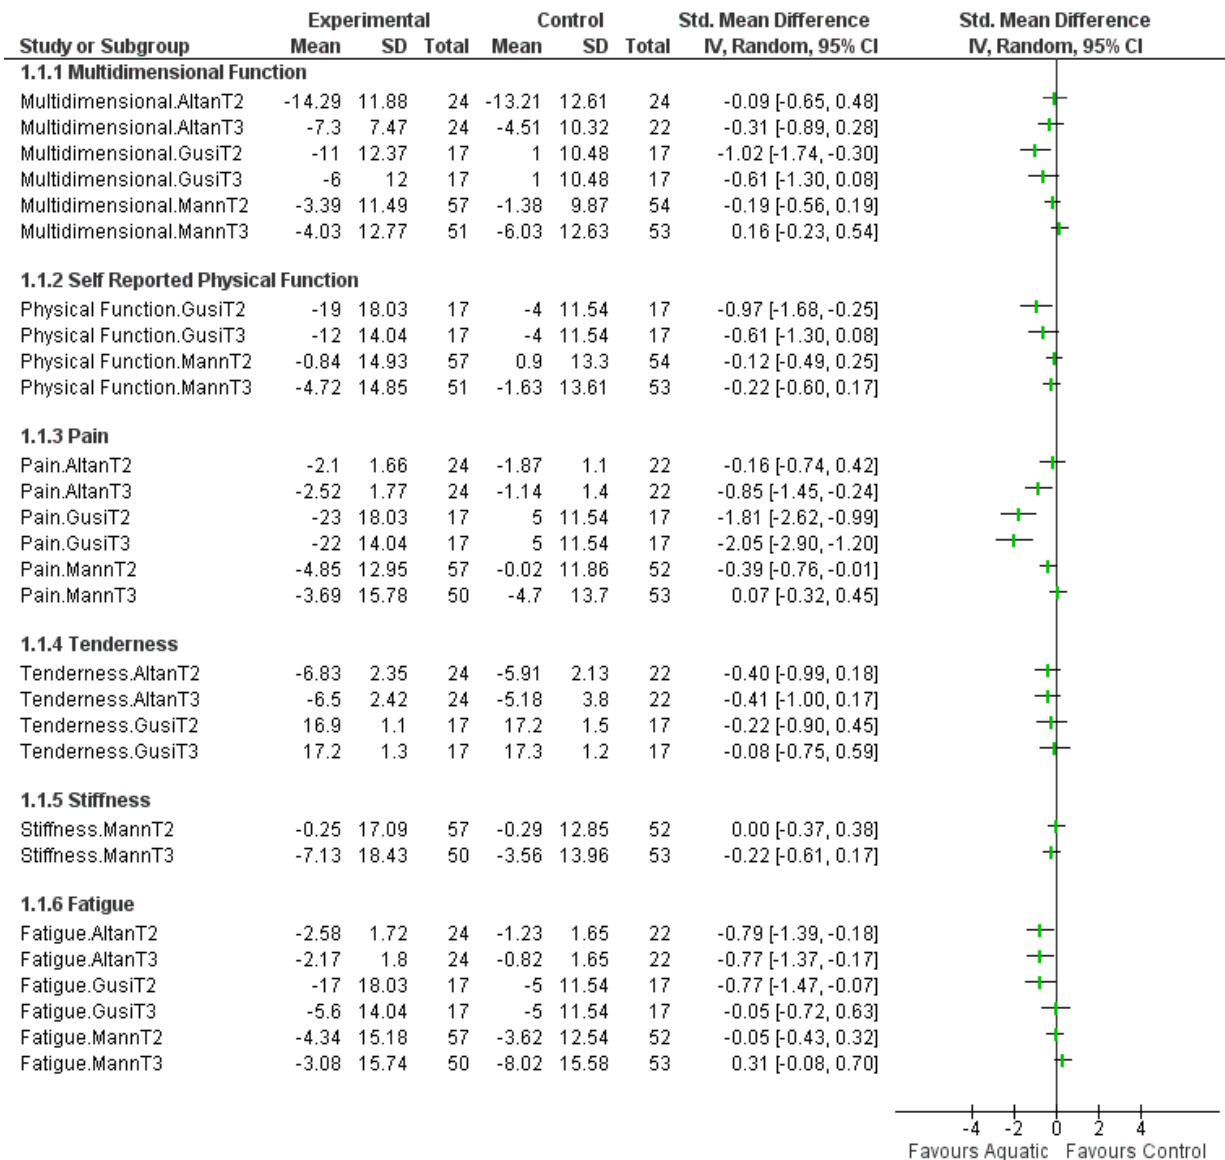 Experimental Control Std. Mean Difference Std. Mean Difference
Study or Subgroup Mean SD Total Mean SD Total IV, Random, 95% CI IV, Random, 95% CI
1.1.1 Multidimensional Function
Multidimensional.AltanT2 -14.29 11.88 24 -13.21 12.61 24 -0.09 [-0.65, 0.48]
Multidimensional.AltanT3 -7.3 7.47 24 -4.51 10.32 22 -0.31 [-0.89, 0.28]
Multidimensional.GusiT2 -11 12.37 17 1 10.48 17 -1.02 [-1.74, -0.30]
Multidimensional.GusiT3 -6 12 17 1 10.48 17 -0.61 [-1.30, 0.08]
Multidimensional.MannT2 -3.39 11.49 57 -1.38 9.87 54 -0.19 [-0.56, 0.19]
Multidimensional.MannT3 -4.03 12.77 51 -6.03 12.63 53 0.16 [-0.23, 0.54]
1.1.2 Self Reported Physical Function
Physical Function.GusiT2 -19 18.03 17 -4 11.54 17 -0.97 [-1.68, -0.25]
Physical Function.GusiT3 -12 14.04 17 -4 11.54 17 -0.61 [-1.30, 0.08]
Physical Function.MannT2 -0.84 14.93 57 0.9 13.3 54 -0.12 [-0.49, 0.25]
Physical Function.MannT3 -4.72 14.85 51 -1.63 13.61 53 -0.22 [-0.60, 0.17]
1.1.3 Pain
Pain.AltanT2 -2.1 1.66 24 -1.87 1.1 22 -0.16 [-0.74, 0.42]
Pain.AltanT3 -2.52 1.77 24 -1.14 1.4 22 -0.85 [-1.45, -0.24]
Pain.GusiT2 -23 18.03 17 5 11.54 17 -1.81 [-2.62, -0.99]
Pain.GusiT3 -22 14.04 17 5 11.54 17 -2.05 [-2.90, -1.20]
Pain.MannT2 -4.85 12.95 57 -0.02 11.86 52 -0.39 [-0.76, -0.01]
Pain.MannT3 -3.69 15.78 50 -4.7 13.7 53 0.07 [-0.32, 0.45]
1.1.4 Tenderness
Tenderness.AltanT2 -6.83 2.35 24 -5.91 2.13 22 -0.40 [-0.99, 0.18]
Tenderness.AltanT3 -6.5 2.42 24 -5.18 3.8 22 -0.41 [-1.00, 0.17]
Tenderness.GusiT2 16.9 1.1 17 17.2 1.5 17 -0.22 [-0.90, 0.45]
Tenderness.GusiT3 17.2 1.3 17 17.3 1.2 17 -0.08 [-0.75, 0.59]
1.1.5 Stiffness
Stiffness.MannT2 -0.25 17.09 57 -0.29 12.85 52 0.00 [-0.37, 0.38]
Stiffness.MannT3 -7.13 18.43 50 -3.56 13.96 53 -0.22 [-0.61, 0.17]
1.1.6 Fatigue
Fatigue.AltanT2 -2.58 1.72 24 -1.23 1.65 22 -0.79 [-1.39, -0.18]
Fatigue.AltanT3 -2.17 1.8 24 -0.82 1.65 22 -0.77 [-1.37, -0.17]
Fatigue.GusiT2 -17 18.03 17 -5 11.54 17 -0.77 [-1.47, -0.07]
Fatigue.GusiT3 -5.6 14.04 17 -5 11.54 17 -0.05 [-0.72, 0.63]
Fatigue.MannT2 -4.34 15.18 57 -3.62 12.54 52 -0.05 [-0.43, 0.32]
Fatigue.MannT3 -3.08 15.74 50 -8.02 15.58 53 0.31 [-0.08, 0.70]
-4 -2 0 2 4
Favours Aquatic Favours Control